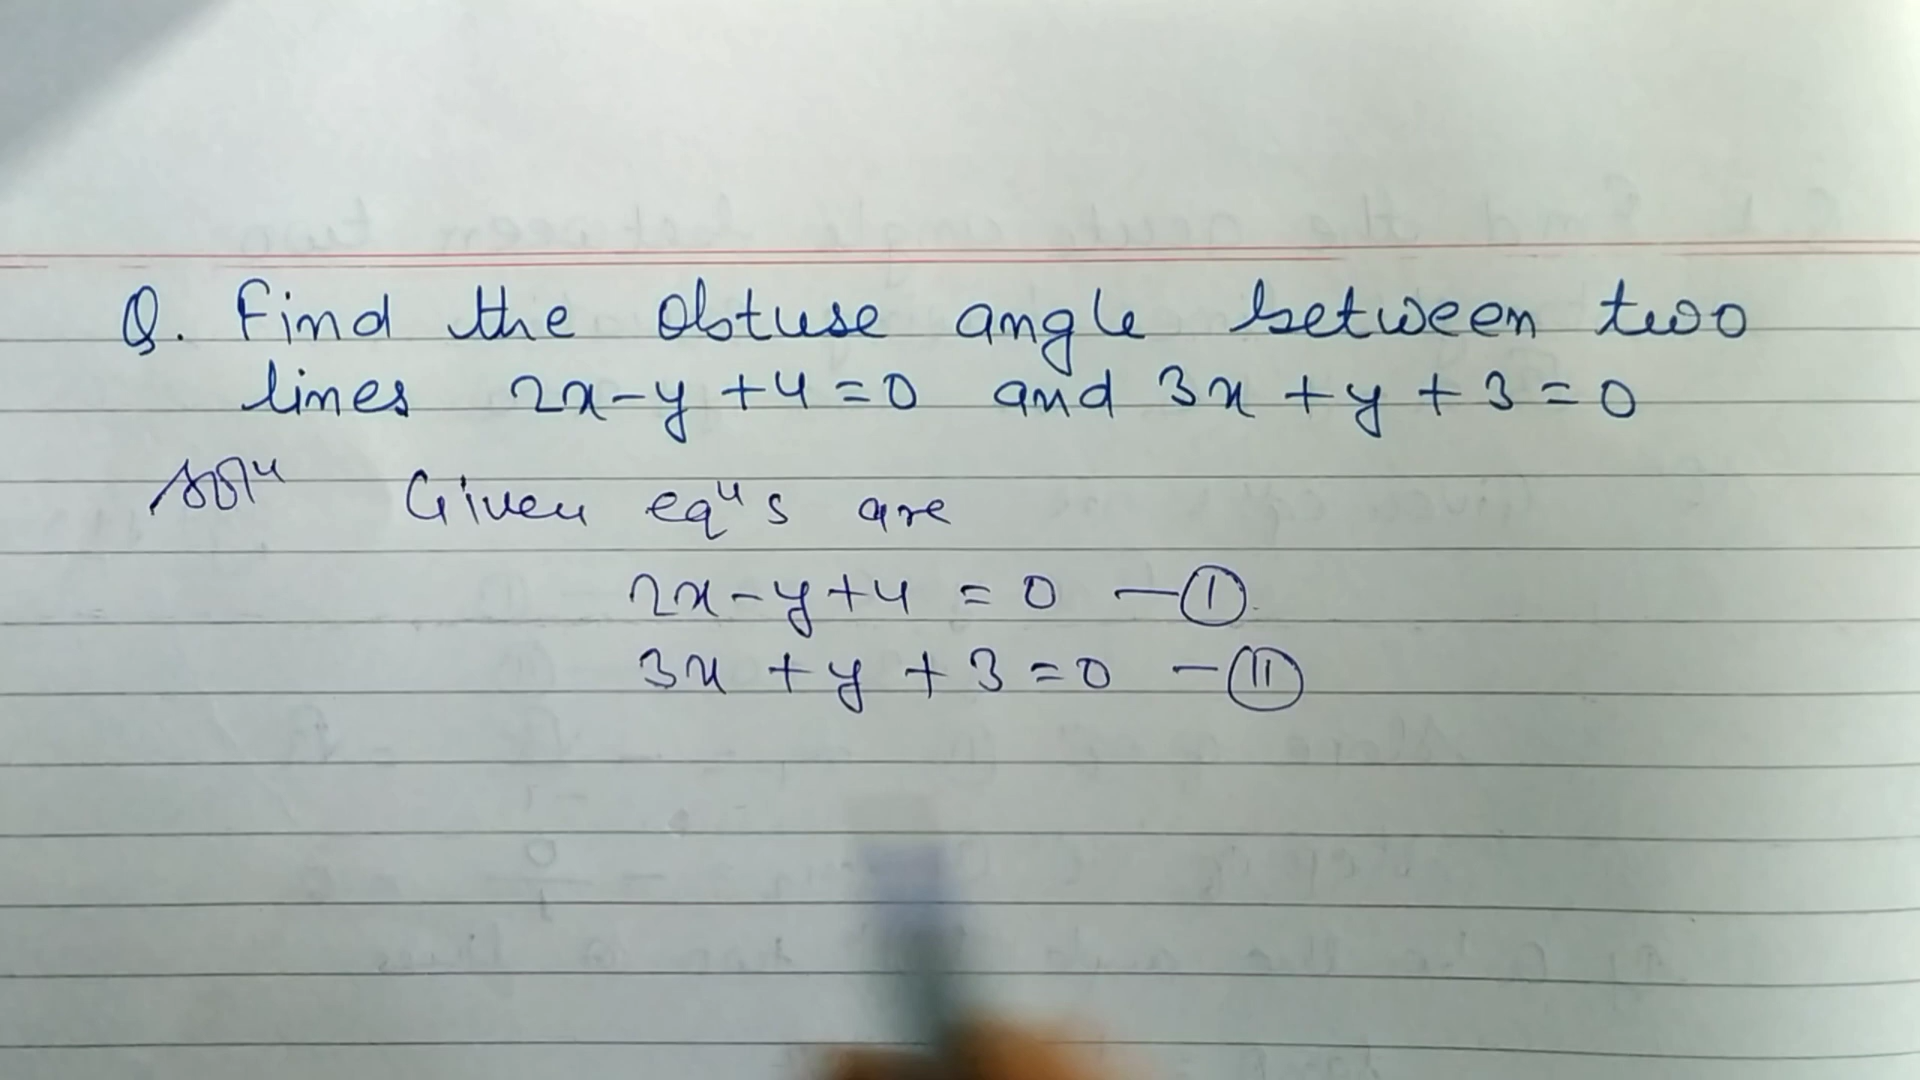 Q. Find the obtuse angle between two
lines 2x-y+4=0 and 3x+y+3=0
Solⁿ Given eqⁿs are
2x-y+4=0 —Ⅰ
3x+y+3=0 —Ⅱ